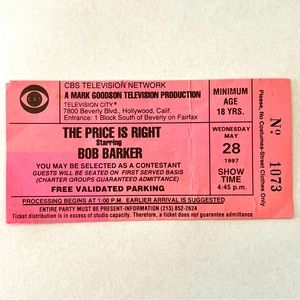 CBS
CBS TELEVISION NETWORK
A MARK GOODSON TELEVISION PRODUCTION
TELEVISION CITY®
7800 Beverly Blvd., Hollywood, Calif.
Entrance: 1 Block South of Beverly on Fairfax
THE PRICE IS RIGHT
Starring
BOB BARKER
YOU MAY BE SELECTED AS A CONTESTANT
GUESTS WILL BE SEATED ON FIRST SERVED BASIS
(CHARTER GROUPS GUARANTEED ADMITTANCE)
FREE VALIDATED PARKING
MINIMUM
AGE
18 YRS.
WEDNESDAY
MAY
28
1997
SHOW
TIME
4:45 p.m.
PROCESSING BEGINS AT 1:00 P.M. EARLIER ARRIVAL IS SUGGESTED
ENTIRE PARTY MUST BE PRESENT-INFORMATION (213) 852-2624
Ticket distribution is in excess of studio capacity. Therefore, a ticket does not guarantee admittance.
Please, No Costumes-Street Clothes Only
No 1073